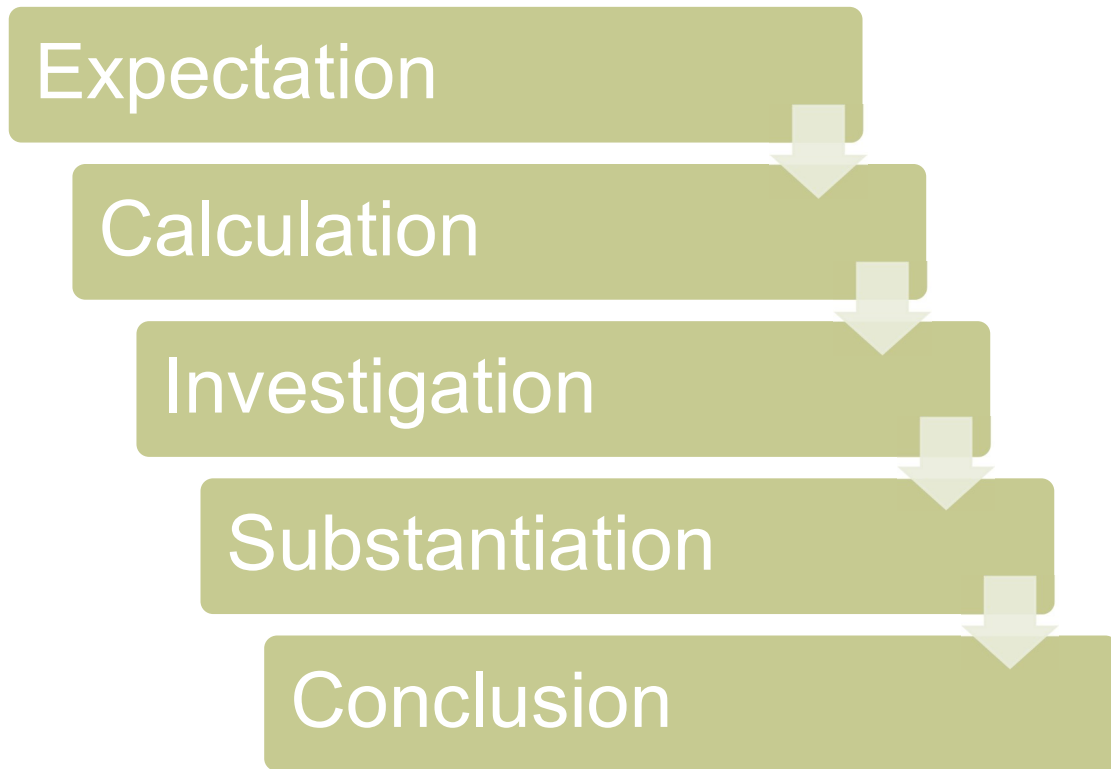 Expectation
Calculation
Investigation
Substantiation
Conclusion